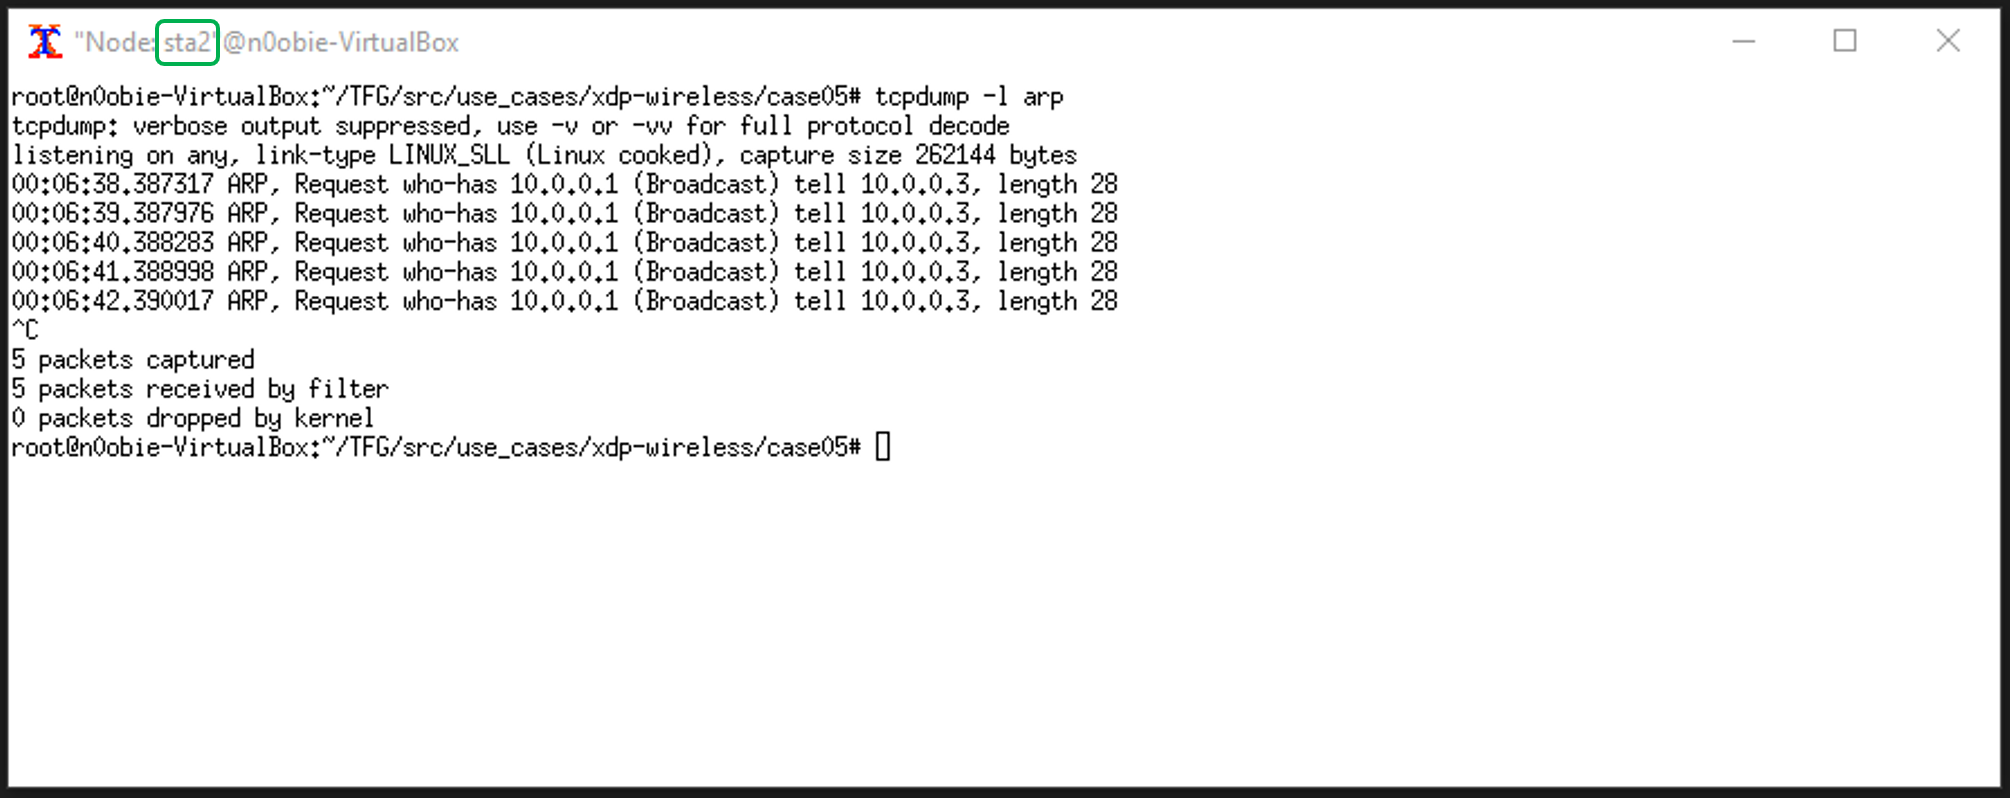 "Node: sta2"@n0obie-VirtualBox
root@n0obie-VirtualBox:~/TFG/src/use_cases/xdp-wireless/case05# tcpdump -l arp
tcpdump: verbose output suppressed, use -v or -vv for full protocol decode
listening on any, link-type LINUX_SLL (Linux cooked), capture size 262144 bytes
00:06:38.387317 ARP, Request who-has 10.0.0.1 (Broadcast) tell 10.0.0.3, length 28
00:06:39.387976 ARP, Request who-has 10.0.0.1 (Broadcast) tell 10.0.0.3, length 28
00:06:40.388283 ARP, Request who-has 10.0.0.1 (Broadcast) tell 10.0.0.3, length 28
00:06:41.388998 ARP, Request who-has 10.0.0.1 (Broadcast) tell 10.0.0.3, length 28
00:06:42.390017 ARP, Request who-has 10.0.0.1 (Broadcast) tell 10.0.0.3, length 28
^C
5 packets captured
5 packets received by filter
0 packets dropped by kernel
root@n0obie-VirtualBox:~/TFG/src/use_cases/xdp-wireless/case05#